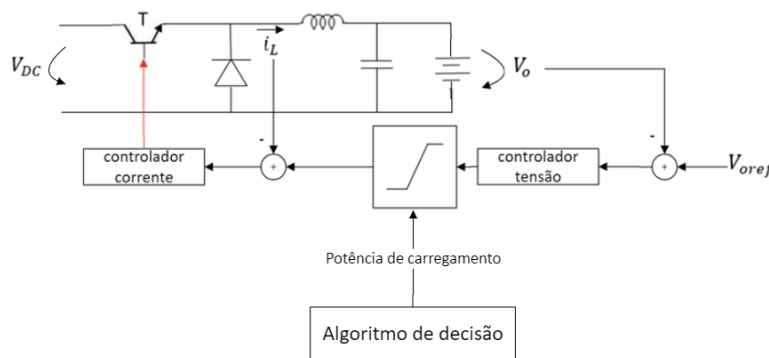 T
V_DC
i_L
V_o
controlador
corrente
-
+
controlador
tensão
-
+
V_oref
Potência de carregamento
Algoritmo de decisão